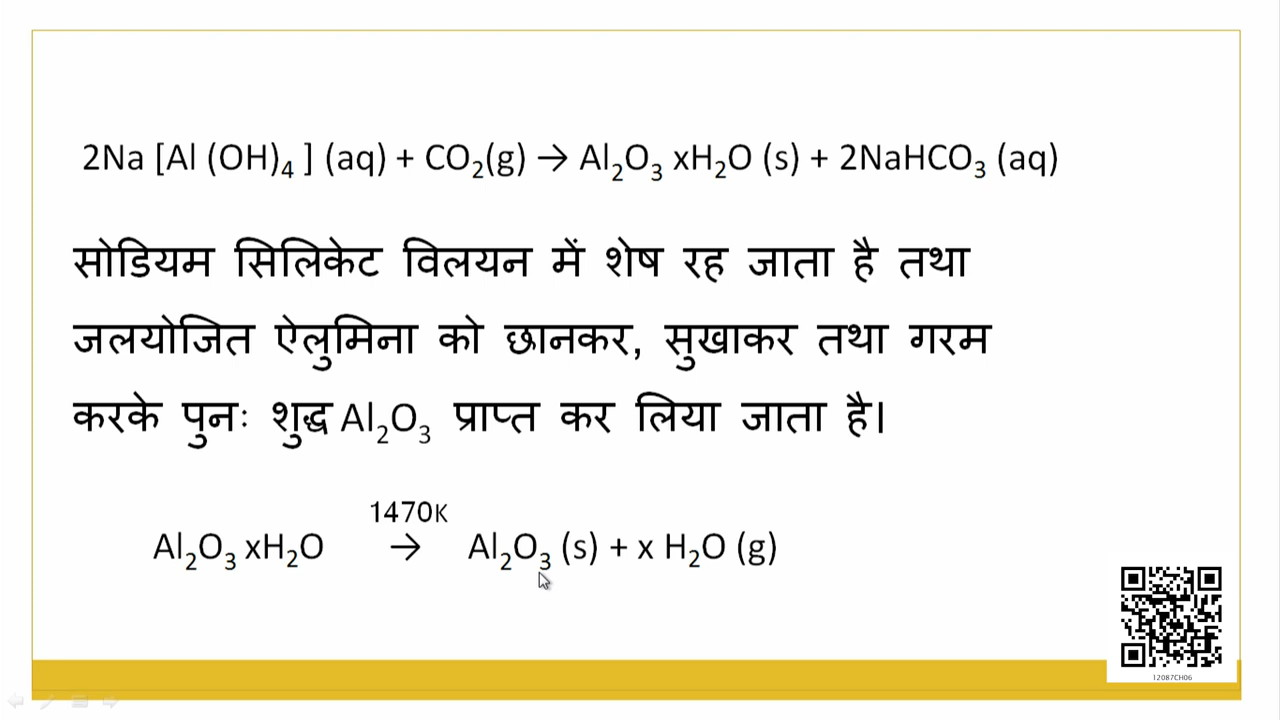 2Na [Al (OH)₄ ] (aq) + CO₂(g) → Al₂O₃ xH₂O (s) + 2NaHCO₃ (aq)
सोडियम सिलिकेट विलयन में शेष रह जाता है तथा
जलयोजित ऐलुमिना को छानकर, सुखाकर तथा गरम
करके पुनः शुद्ध Al₂O₃ प्राप्त कर लिया जाता है।
1470K
Al₂O₃ xH₂O → Al₂O₃ (s) + x H₂O (g)
12087CH06